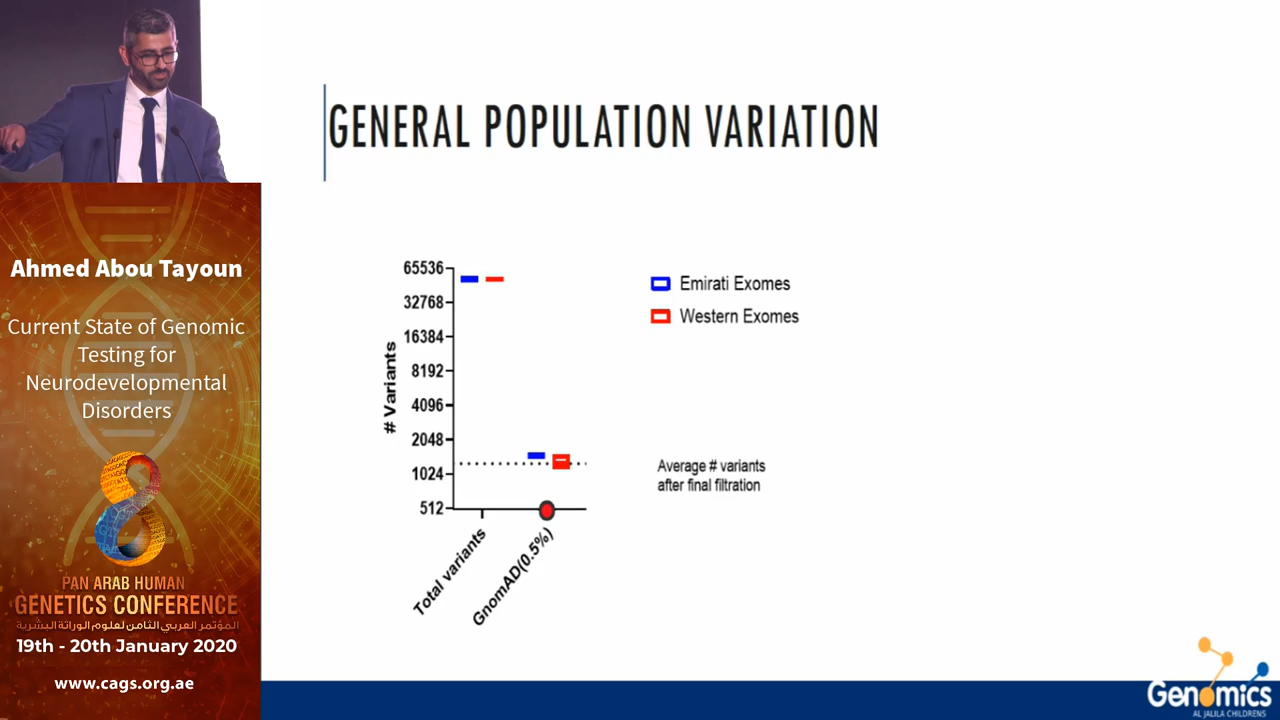 GENERAL POPULATION VARIATION
Ahmed Abou Tayoun
Current State of Genomic
Testing for
Neurodevelopmental
Disorders
PAN ARAB HUMAN
GENETICS CONFERENCE
المؤتمر العربي الثامن لعلوم الوراثة البشرية
19th - 20th January 2020
www.cags.org.ae
# Variants
65536
32768
16384
8192
4096
2048
1024
512
Total variants
GnomAD(0.5%)
Emirati Exomes
Western Exomes
Average # variants
after final filtration
Genomics
AL JALILA CHILDRENS